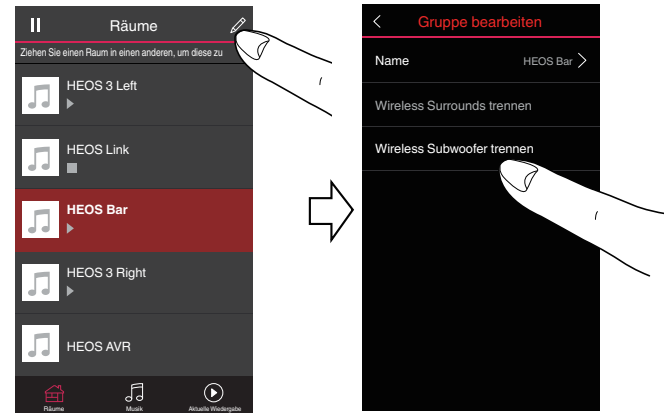 Räume
Ziehen Sie einen Raum in einen anderen, um diese zu
HEOS 3 Left
HEOS Link
HEOS Bar
HEOS 3 Right
HEOS AVR
Räume
Musik
Aktuelle Wiedergabe
Gruppe bearbeiten
Name
HEOS Bar
Wireless Surrounds trennen
Wireless Subwoofer trennen